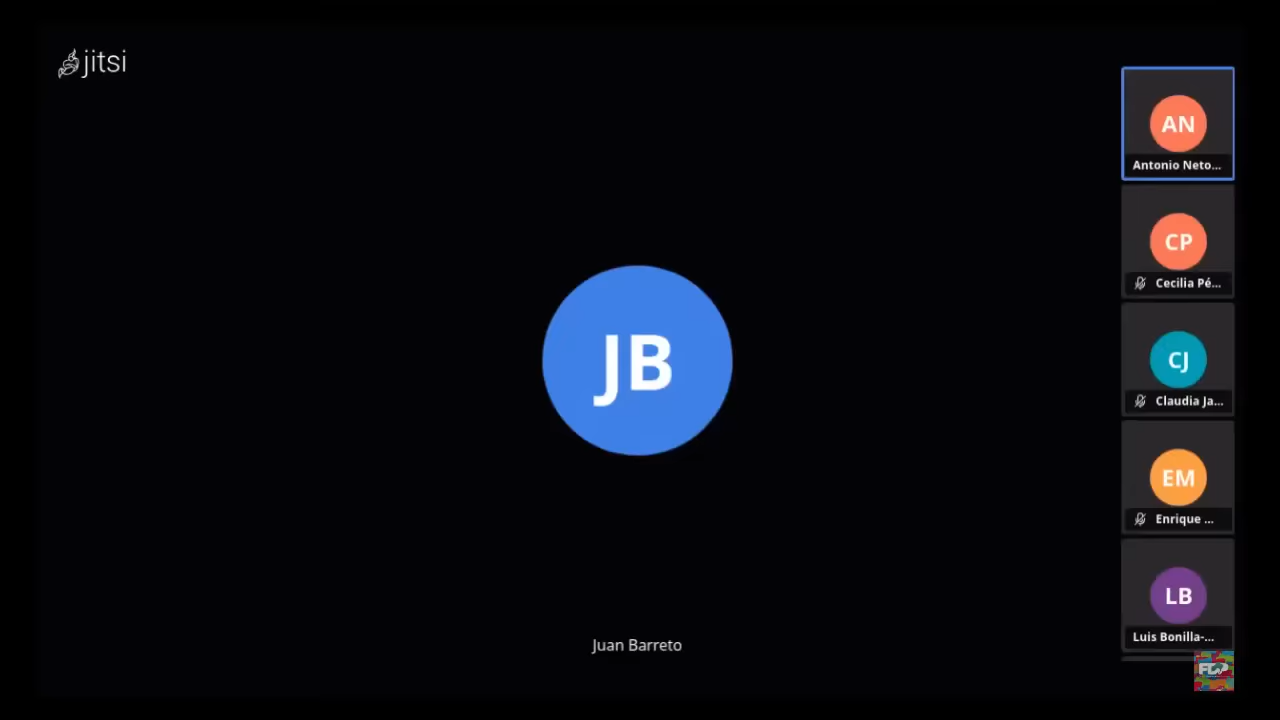 jitsi
JB
Juan Barreto
AN
Antonio Neto...
CP
Cecilia Pé...
CJ
Claudia Ja...
EM
Enrique ...
LB
Luis Bonilla-...